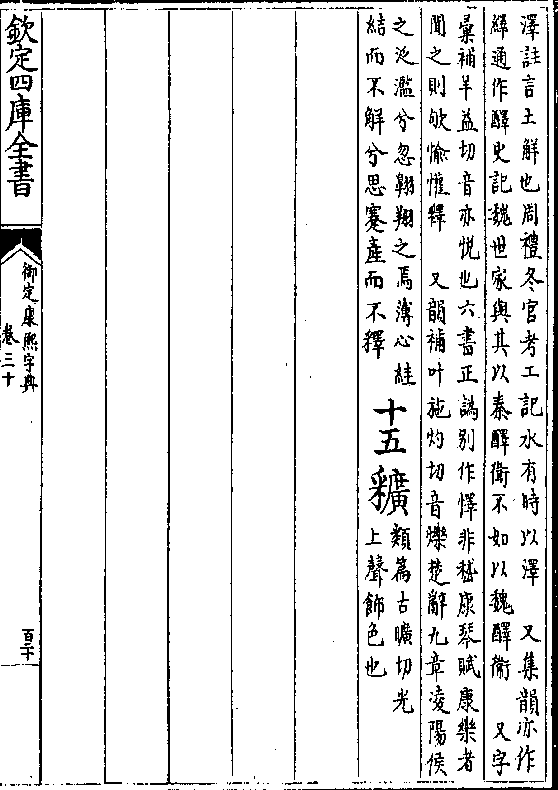 澤註言土解也周禮冬官考工記水有時以澤　又集韻亦作
繹通作醳史記魏世家與其以秦醳衛不如以魏醳衛　又字
彙補羊益切音亦悅也六書正譌別作懌非嵇康琴賦康樂者
聞之則欨愉懽釋　又韻補叶施灼切音爍楚辭九章凌陽侯
之氾濫兮忽翱翔之焉薄心絓
結而不解兮思蹇產而不釋
十五
䆁類篇古曠切光
上聲飾色也
欽定四庫全書
御定康熙字典
卷三十
百二十